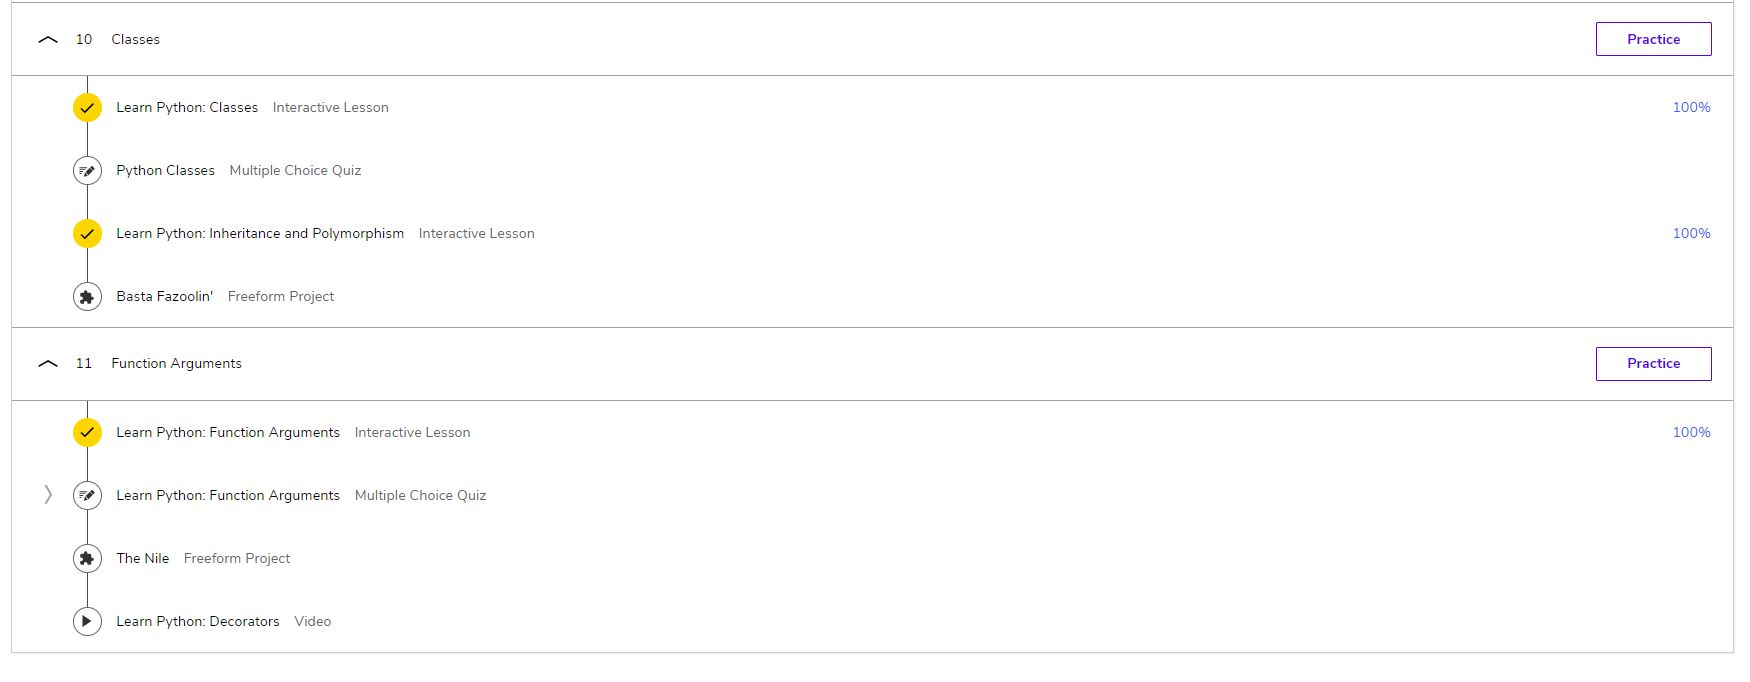 10 Classes Practice
Learn Python: Classes Interactive Lesson 100%
Python Classes Multiple Choice Quiz
Learn Python: Inheritance and Polymorphism Interactive Lesson 100%
Basta Fazoolin' Freeform Project
11 Function Arguments Practice
Learn Python: Function Arguments Interactive Lesson 100%
Learn Python: Function Arguments Multiple Choice Quiz
The Nile Freeform Project
Learn Python: Decorators Video